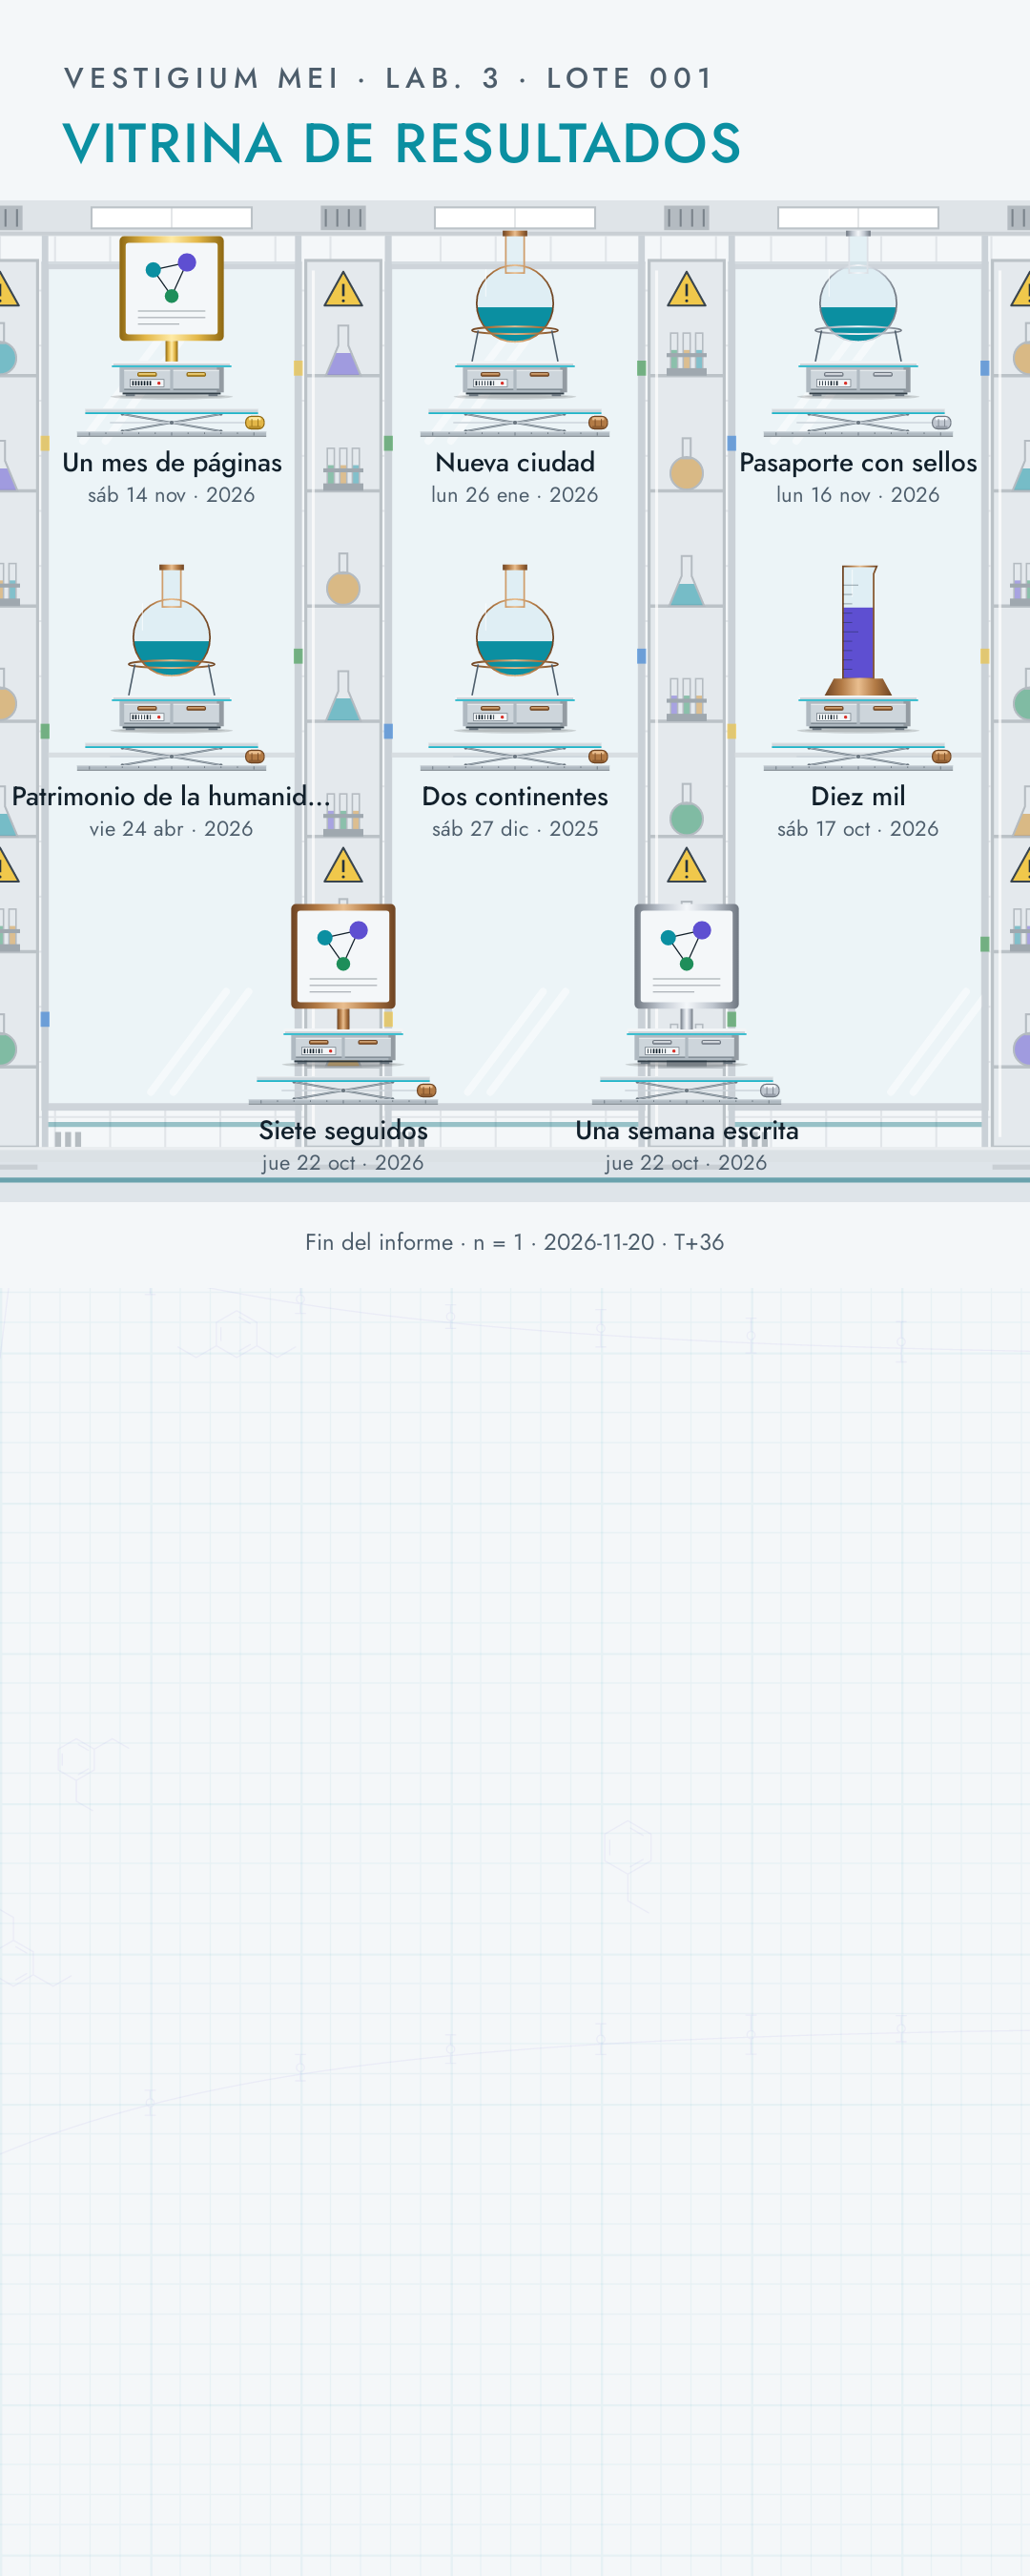 VESTIGIUM MEI · LAB. 3 · LOTE 001
VITRINA DE RESULTADOS
Un mes de páginas
sáb 14 nov · 2026
Nueva ciudad
lun 26 ene · 2026
Pasaporte con sellos
lun 16 nov · 2026
Patrimonio de la humanid...
vie 24 abr · 2026
Dos continentes
sáb 27 dic · 2025
Diez mil
sáb 17 oct · 2026
Siete seguidos
jue 22 oct · 2026
Una semana escrita
jue 22 oct · 2026
Fin del informe · n = 1 · 2026-11-20 · T+36